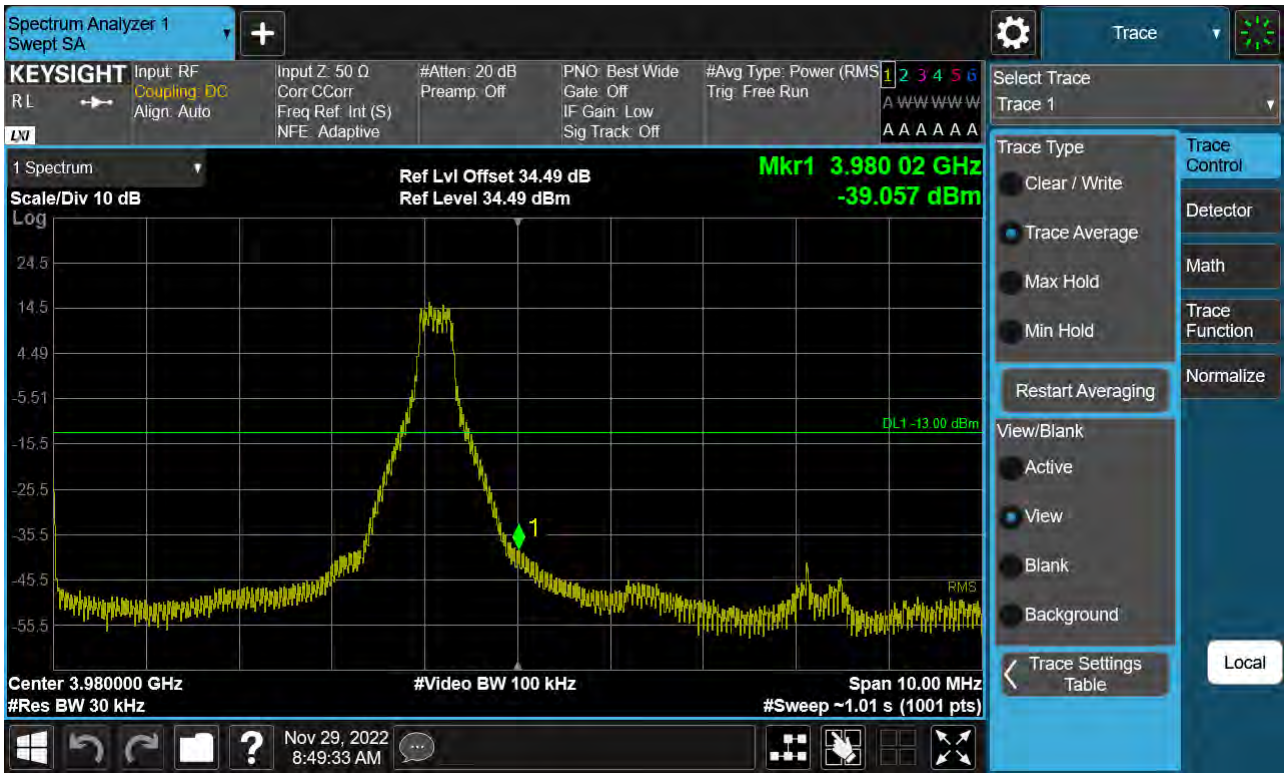 Spectrum Analyzer 1
Swept SA
+
Trace
KEYSIGHT
RL
LXI
Input: RF
Coupling: DC
Align: Auto
Input Z: 50 Ω
Corr CCorr
Freq Ref: Int (S)
NFE: Adaptive
#Atten: 20 dB
Preamp: Off
PNO: Best Wide
Gate: Off
IF Gain: Low
Sig Track: Off
#Avg Type: Power (RMS
Trig: Free Run
1 2 3 4 5 6
A W W W W W
A A A A A A
Select Trace
Trace 1
1 Spectrum
Scale/Div 10 dB
Ref Lvl Offset 34.49 dB
Ref Level 34.49 dBm
Mkr1 3.980 02 GHz
-39.057 dBm
Log
24.5
14.5
4.49
-5.51
-15.5
-25.5
-35.5
-45.5
-55.5
DL1 -13.00 dBm
1
RMS
Center 3.980000 GHz
#Res BW 30 kHz
#Video BW 100 kHz
Span 10.00 MHz
#Sweep ~1.01 s (1001 pts)
Trace Type
Clear / Write
Trace Average
Max Hold
Min Hold
Restart Averaging
View/Blank
Active
View
Blank
Background
Trace Settings
Table
Trace
Control
Detector
Math
Trace
Function
Normalize
Local
?
Nov 29, 2022
8:49:33 AM